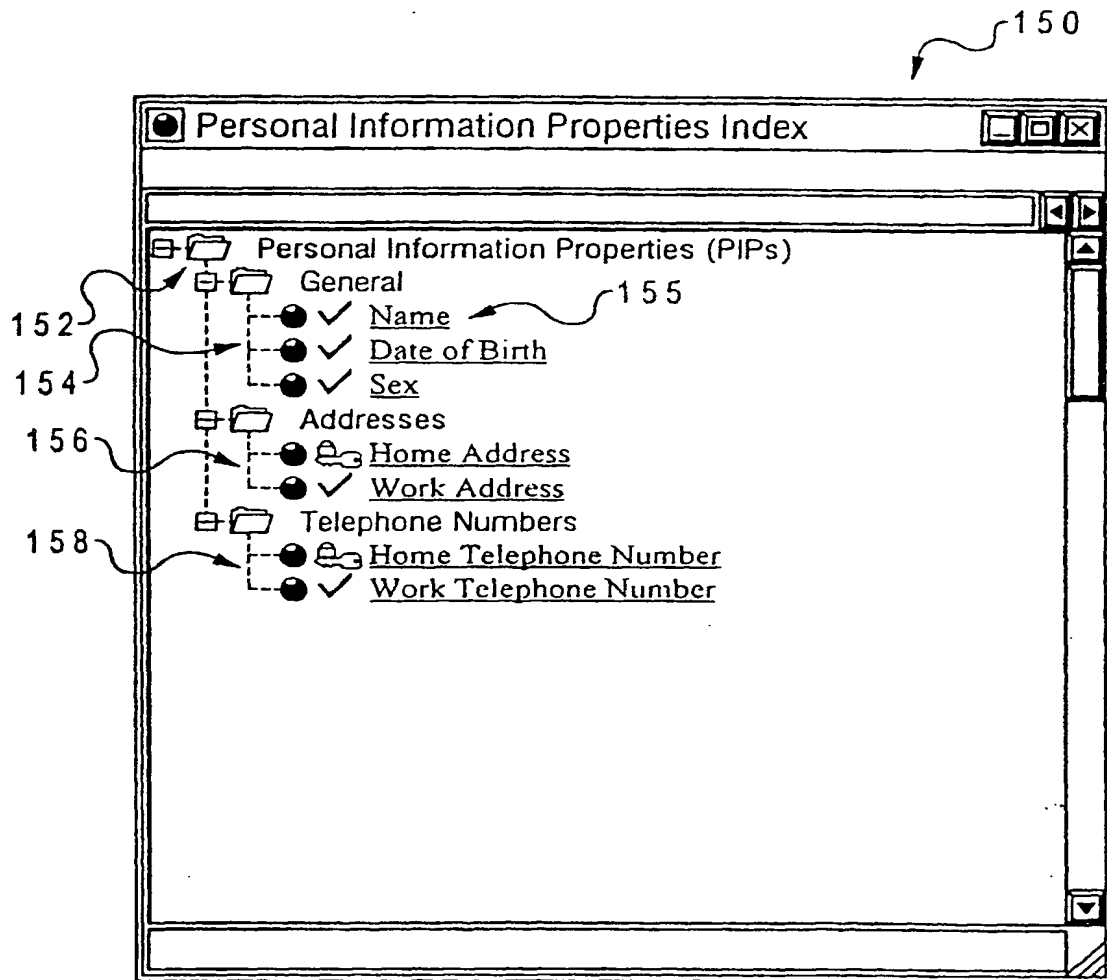 150
Personal Information Properties Index
Personal Information Properties (PIPs)
152
General
155
Name
154
Date of Birth
Sex
Addresses
156
Home Address
Work Address
Telephone Numbers
158
Home Telephone Number
Work Telephone Number